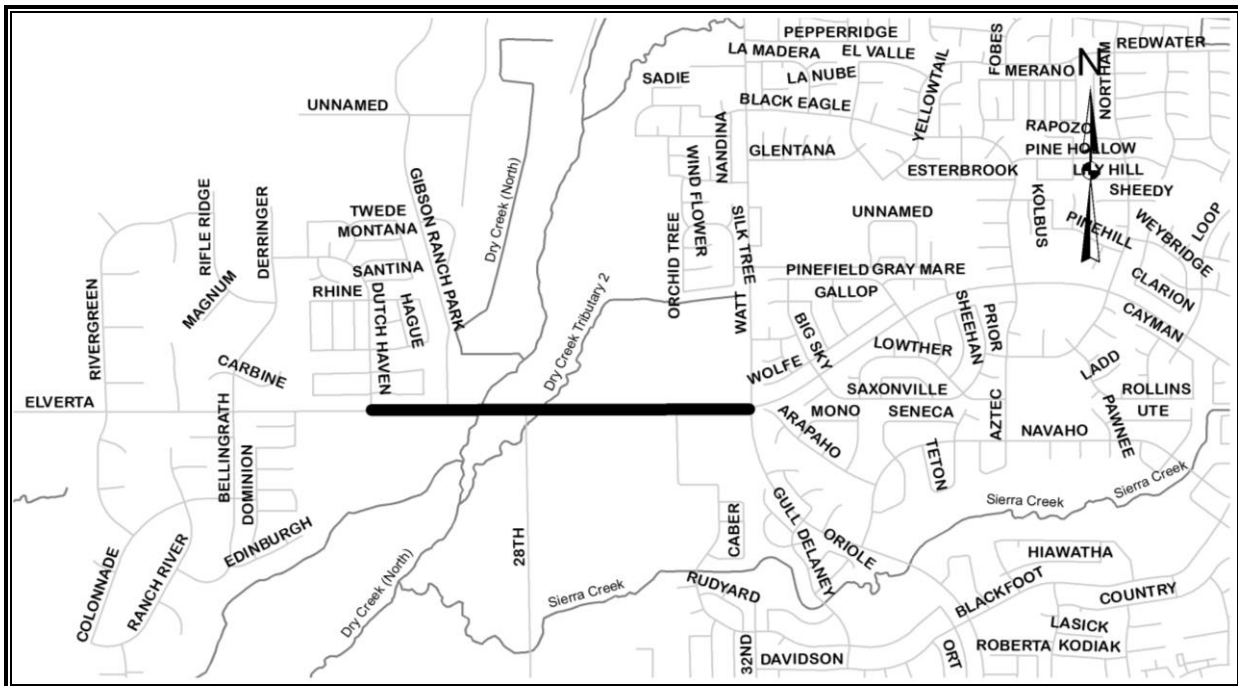 PEPPERRIDGE
LA MADERA
EL VALLE
FOBES
REDWATER
SADIE
LA NUBE
MERANO
N
NORTHAM
YELLOWTAIL
UNNAMED
BLACK EAGLE
RAPOZO
NANDINA
GLENTANA
PINE HOLLOW
WIND FLOWER
ESTERBROOK
HILL
SHEEDY
GIBSON RANCH PARK
Dry Creek (North)
RIFLE RIDGE
DERRINGER
TWEDE
MONTANA
KOLBUS
UNNAMED
PINEHILL
WEYBRIDGE
LOOP
ORCHID TREE
SILK TREE
SANTINA
PINEFIELD
GRAY MARE
RHINE
GALLOP
CLARION
MAGNUM
DUTCH HAVEN
HAGUE
WATT
CAYMAN
RIVERGREEN
Dry Creek Tributary 2
BIG SKY
SHEEHAN
PRIOR
LOWTHER
CARBINE
WOLFE
LADD
SAXONVILLE
ROLLINS
ELVERTA
MONO
SENECA
UTE
ARAPAHO
AZTEC
PAWNEE
BELLINGRATH
DOMINION
NAVAHO
TETON
Sierra Creek
Sierra Creek
GULL
DELANEY
28TH
CABER
EDINBURGH
ORIOLE
HIAWATHA
Dry Creek (North)
Sierra Creek
RUDYARD
BLACKFOOT
COUNTRY
COLONNADE
RANCH RIVER
LASICK
ROBERTA
KODIAK
32ND
DAVIDSON
ORT